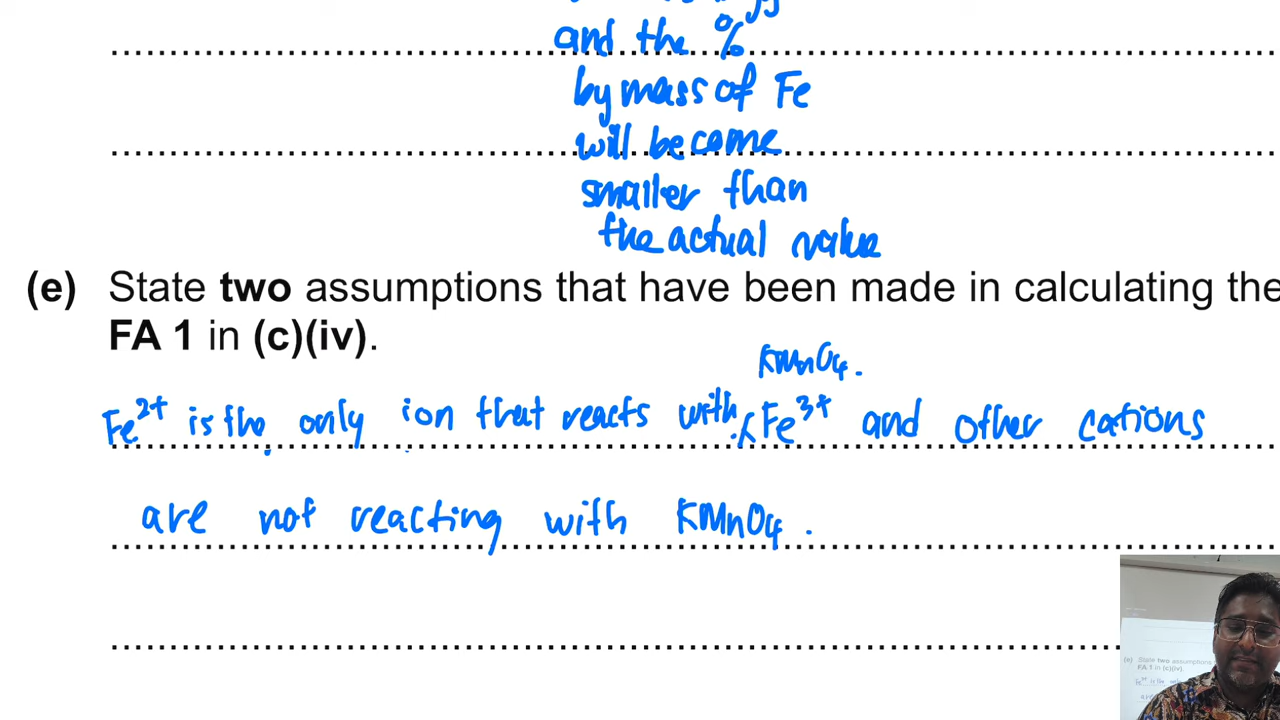 and the %
by mass of Fe
will become
smaller than
the actual value
(e) State two assumptions that have been made in calculating the
FA 1 in (c)(iv).
KMnO4.
Fe2+ is the only ion that reacts with Fe3+ and other cations
are not reacting with KMnO4.